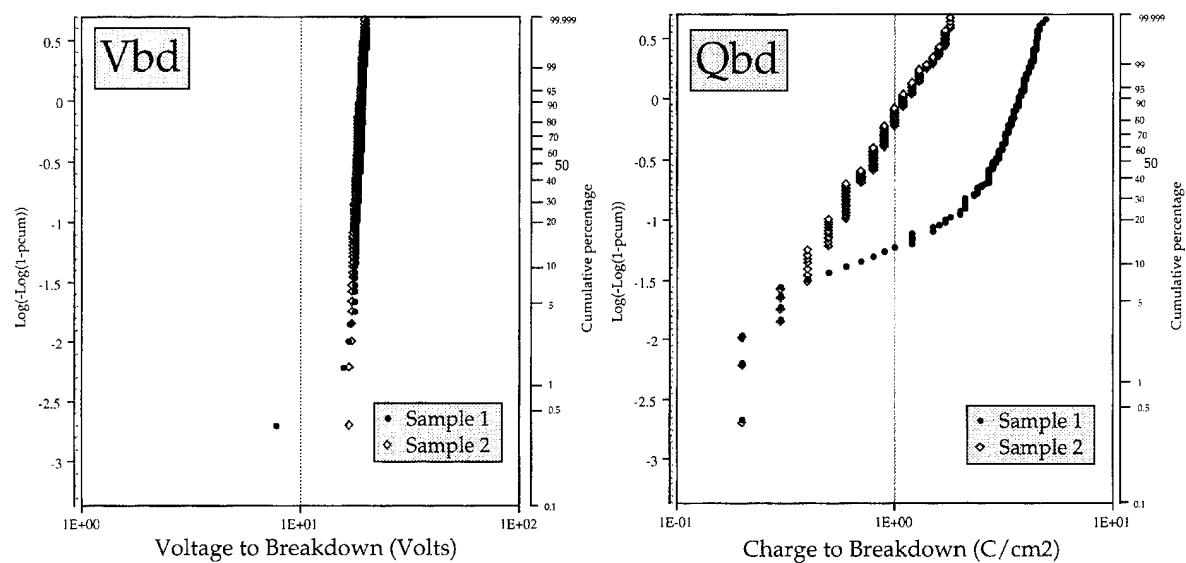 Vbd
Log(-Log(1-pcum))
0.5
0
-0.5
-1
-1.5
-2
-2.5
-3
99.999
99
95
90
80
70
60
50
40
30
20
10
5
1
0.5
0.1
Cumulative percentage
Sample 1
Sample 2
1E+00
1E+01
1E+02
Voltage to Breakdown (Volts)
Qbd
Log(-Log(1-pcum))
0.5
0
-0.5
-1
-1.5
-2
-2.5
-3
99.999
99
95
90
80
70
60
50
40
30
20
10
5
1
0.5
0.1
Cumulative percentage
Sample 1
Sample 2
1E-01
1E+00
1E+01
Charge to Breakdown (C/cm2)